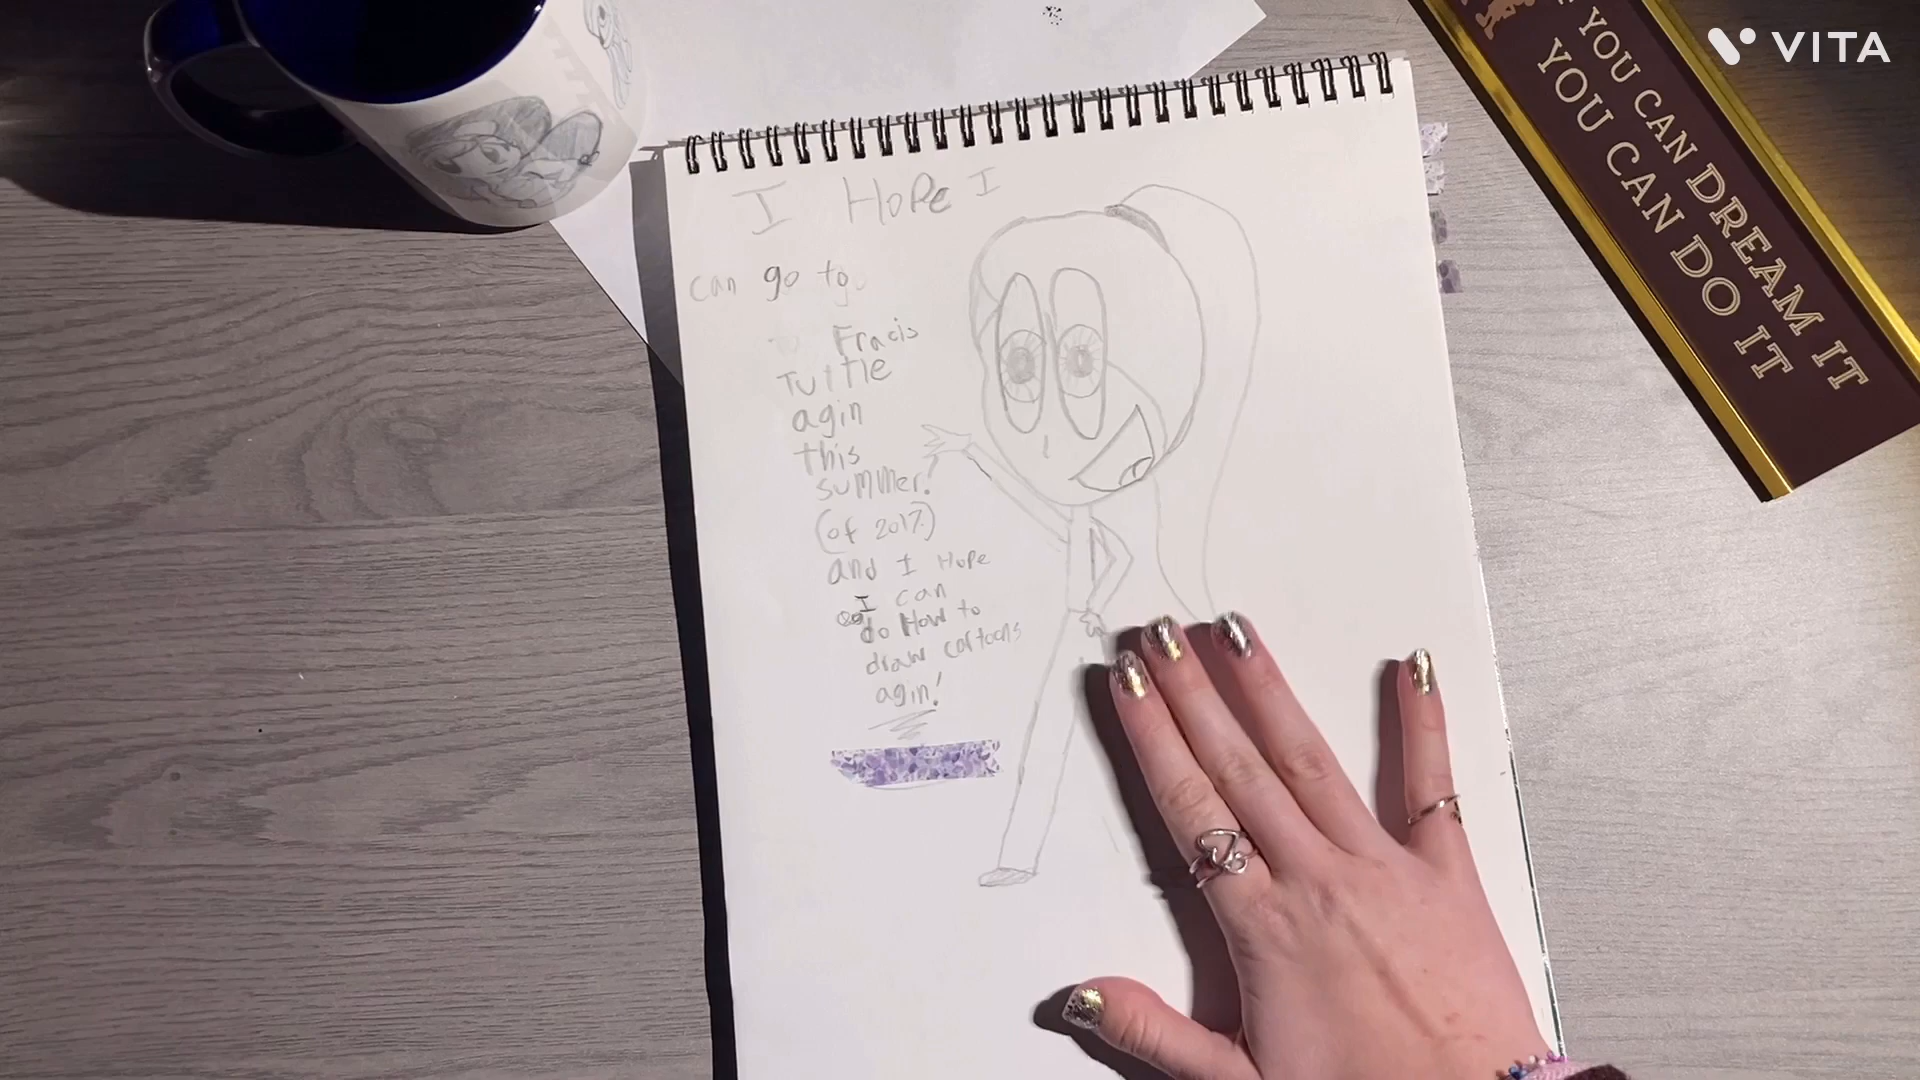 I HoPe I
can go to
Fracis
Tuttle
agin
this
summer!
(of 2017)
and I Hope
I can
do How to
draw cartoons
agin!
YOU CAN DREAM IT
YOU CAN DO IT
VITA